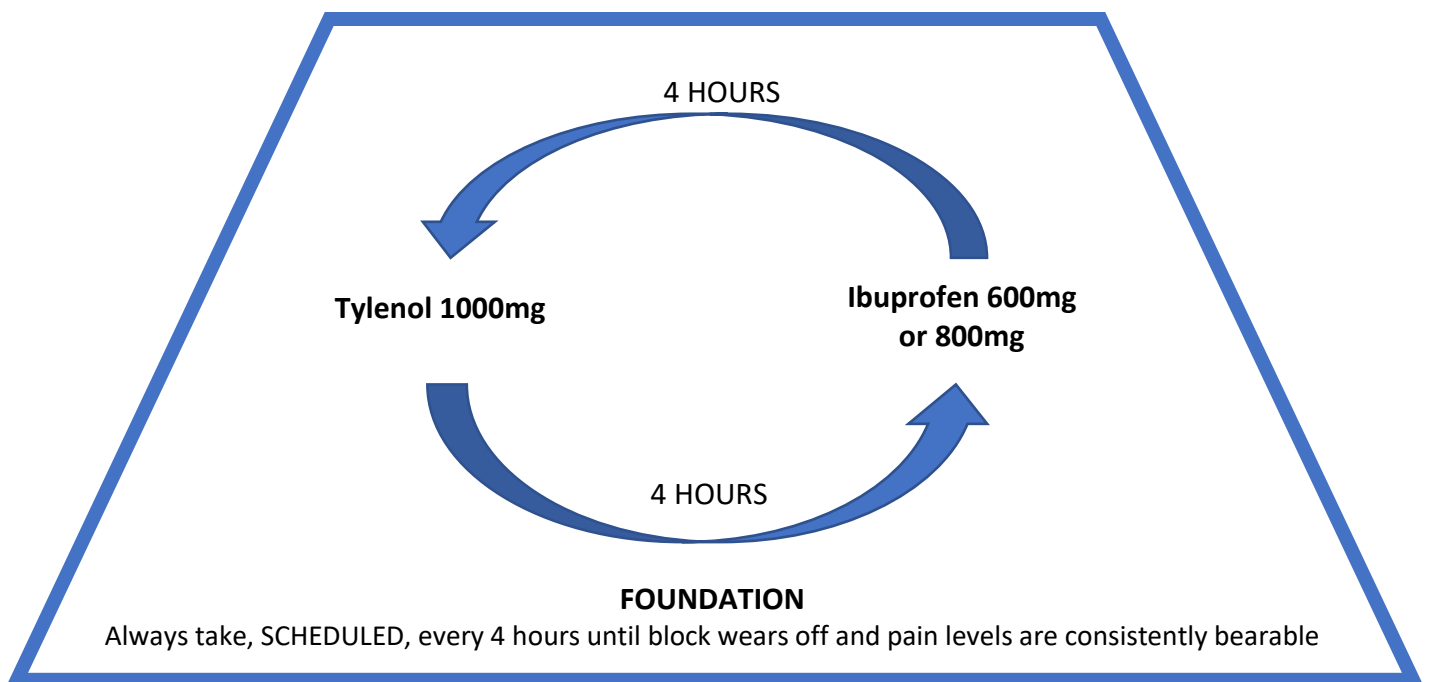 4 HOURS
Tylenol 1000mg
Ibuprofen 600mg
or 800mg
4 HOURS
FOUNDATION
Always take, SCHEDULED, every 4 hours until block wears off and pain levels are consistently bearable